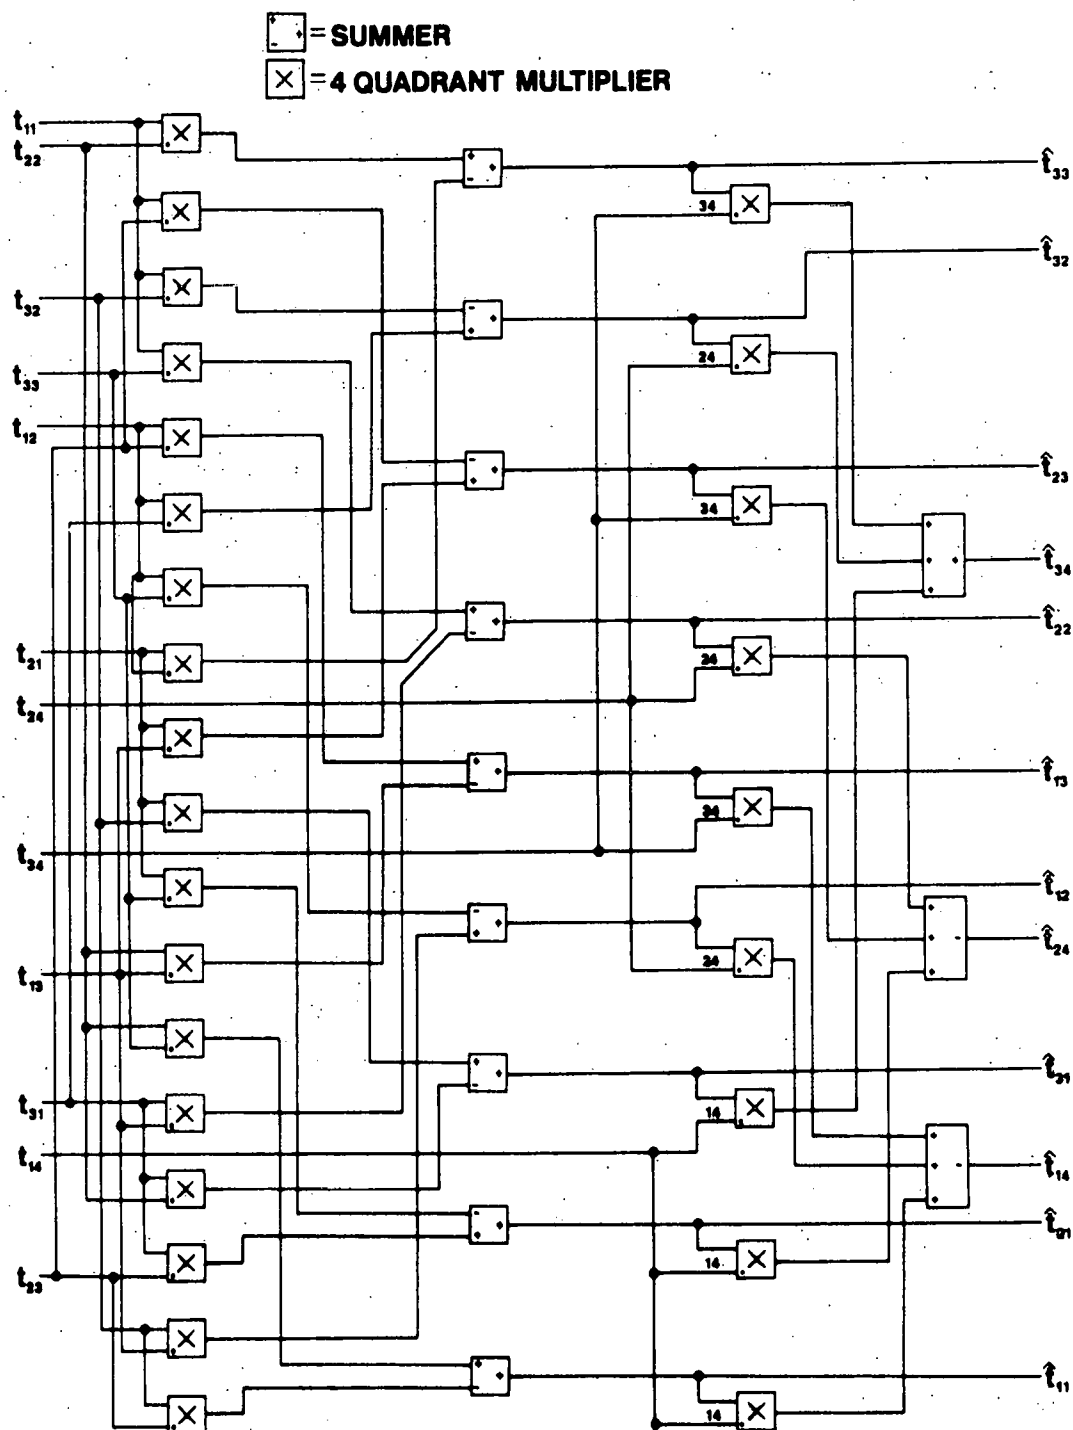 = SUMMER
= 4 QUADRANT MULTIPLIER
t11
t22
t32
t33
t12
t21
t24
t34
t13
t31
t14
t23
34
24
34
24
34
24
14
14
14
t̂33
t̂32
t̂23
t̂34
t̂22
t̂13
t̂12
t̂24
t̂31
t̂14
t̂21
t̂11